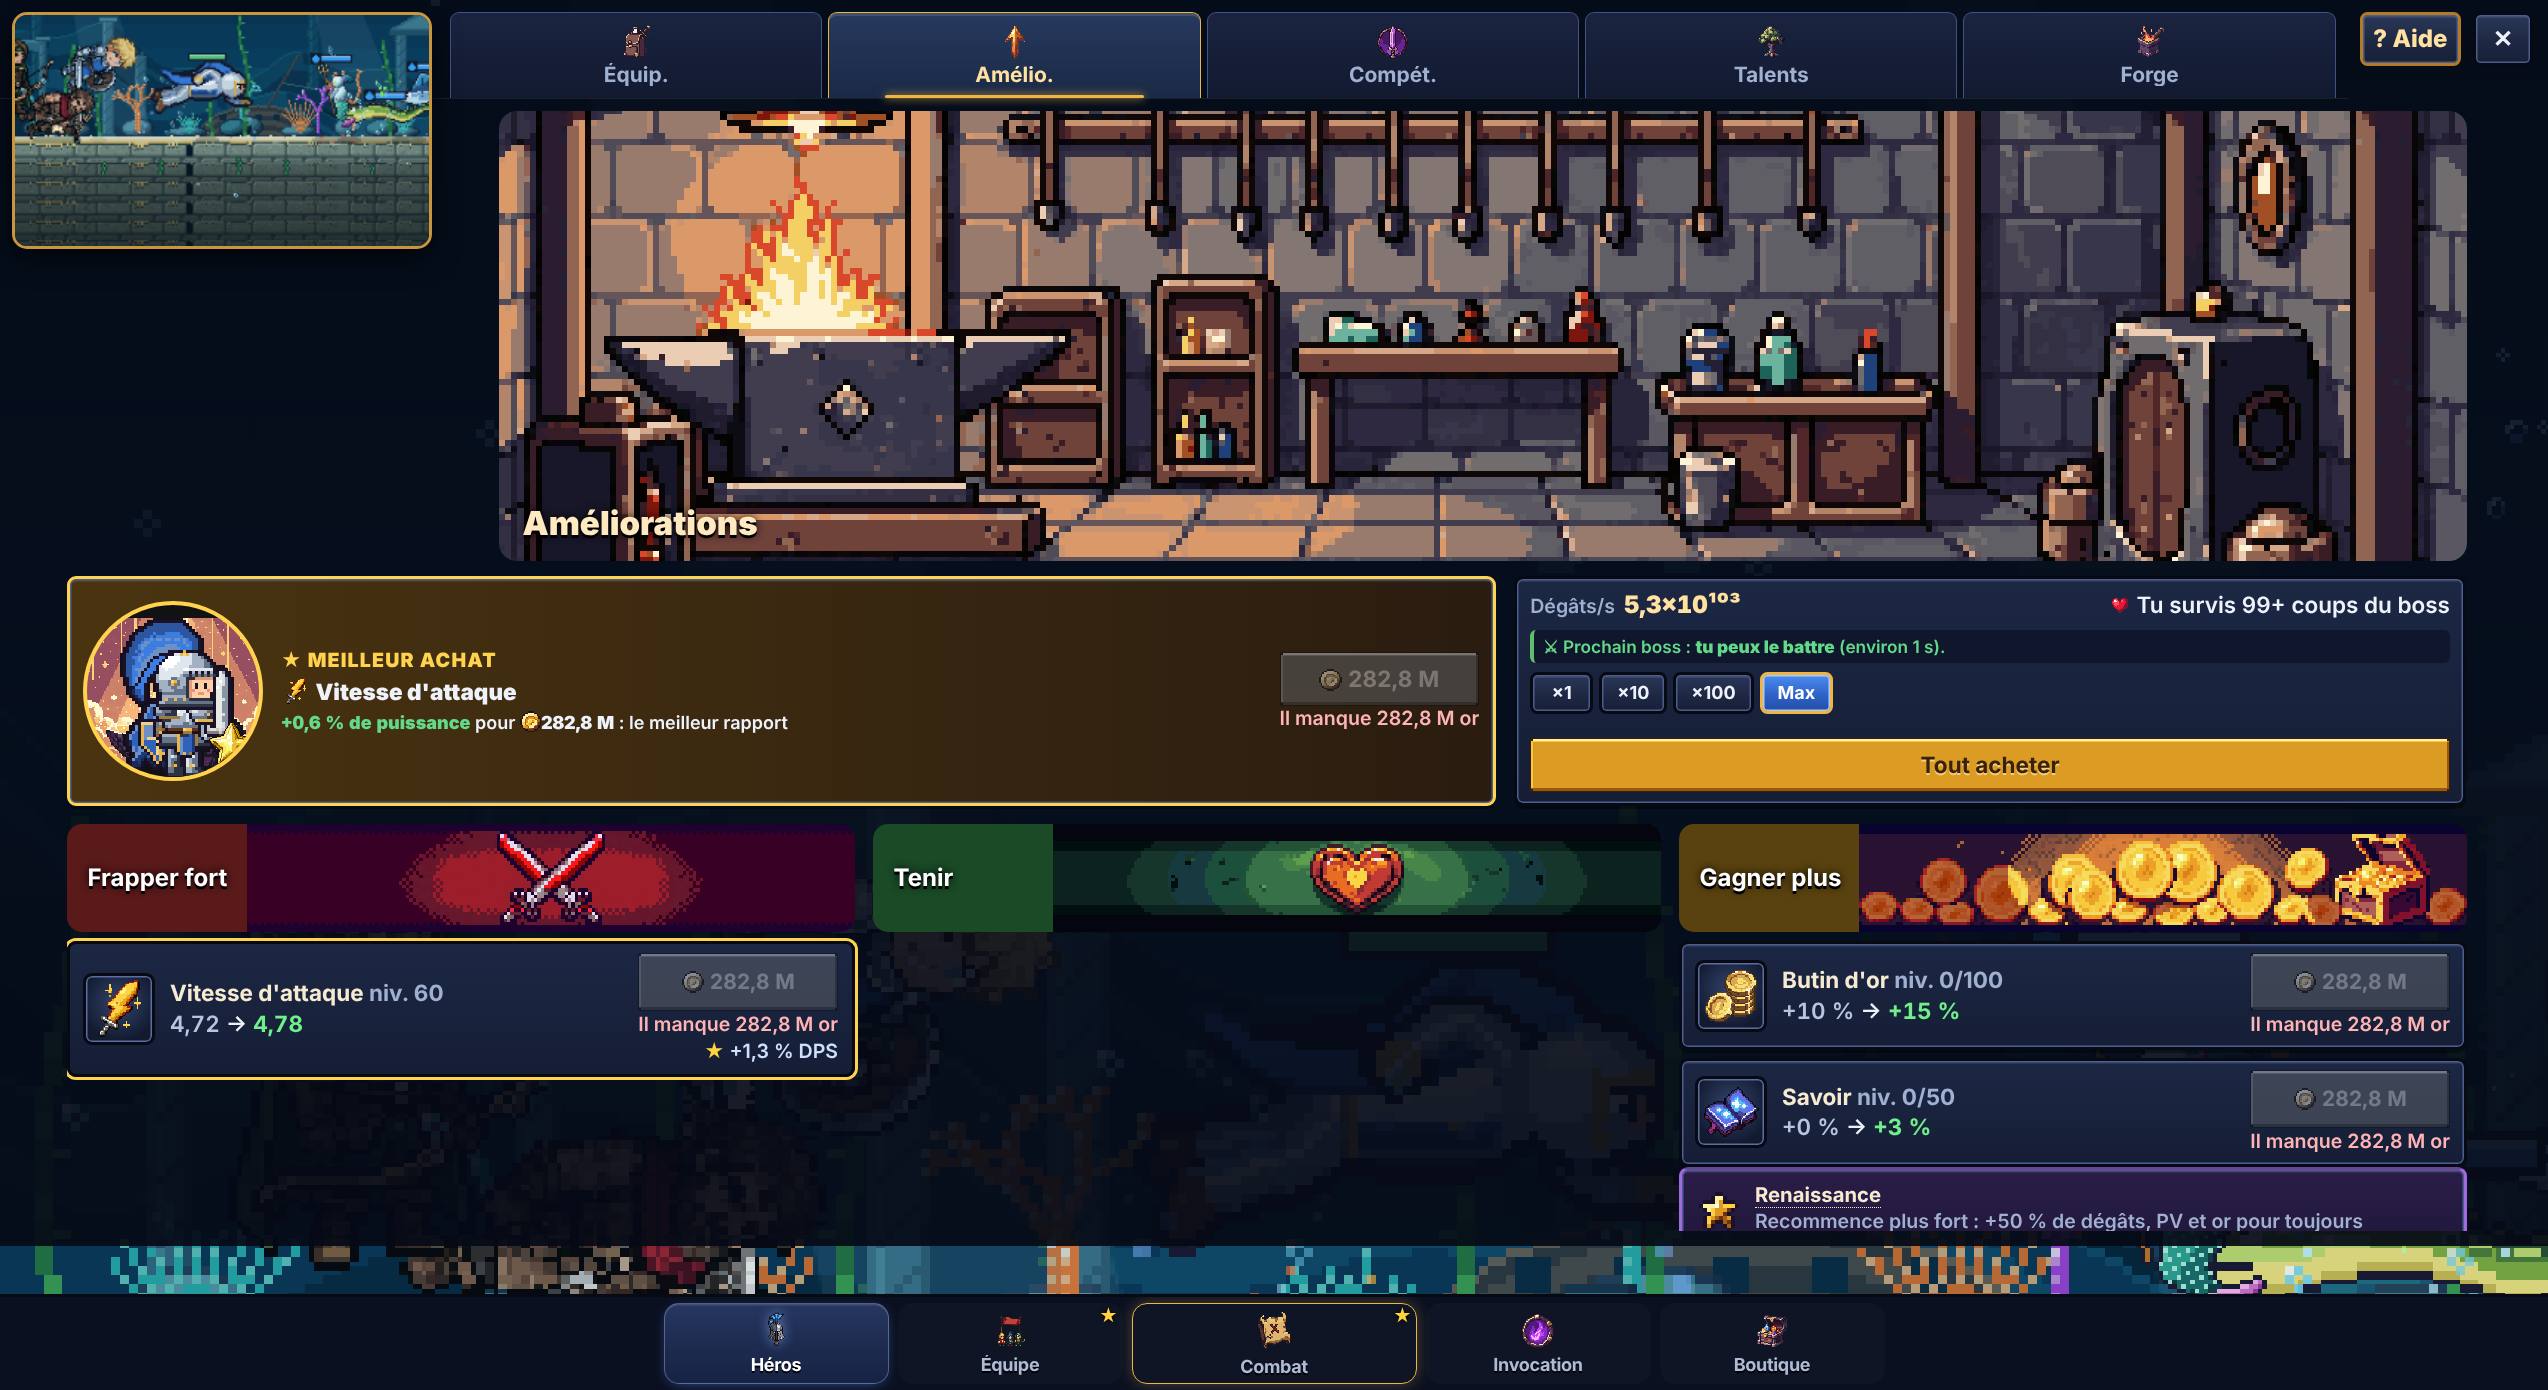 Équip.
Amélio.
Compét.
Talents
Forge
? Aide
×
Améliorations
★ MEILLEUR ACHAT
Vitesse d'attaque
+0,6 % de puissance pour 282,8 M : le meilleur rapport
282,8 M
Il manque 282,8 M or
Dégâts/s 5,3×10¹⁰³
Tu survis 99+ coups du boss
⚔ Prochain boss : tu peux le battre (environ 1 s).
×1
×10
×100
Max
Tout acheter
Frapper fort
Vitesse d'attaque niv. 60
4,72 → 4,78
282,8 M
Il manque 282,8 M or
★ +1,3 % DPS
Tenir
Gagner plus
Butin d'or niv. 0/100
+10 % → +15 %
282,8 M
Il manque 282,8 M or
Savoir niv. 0/50
+0 % → +3 %
282,8 M
Il manque 282,8 M or
Renaissance
Recommence plus fort : +50 % de dégâts, PV et or pour toujours
Héros
Équipe
Combat
Invocation
Boutique